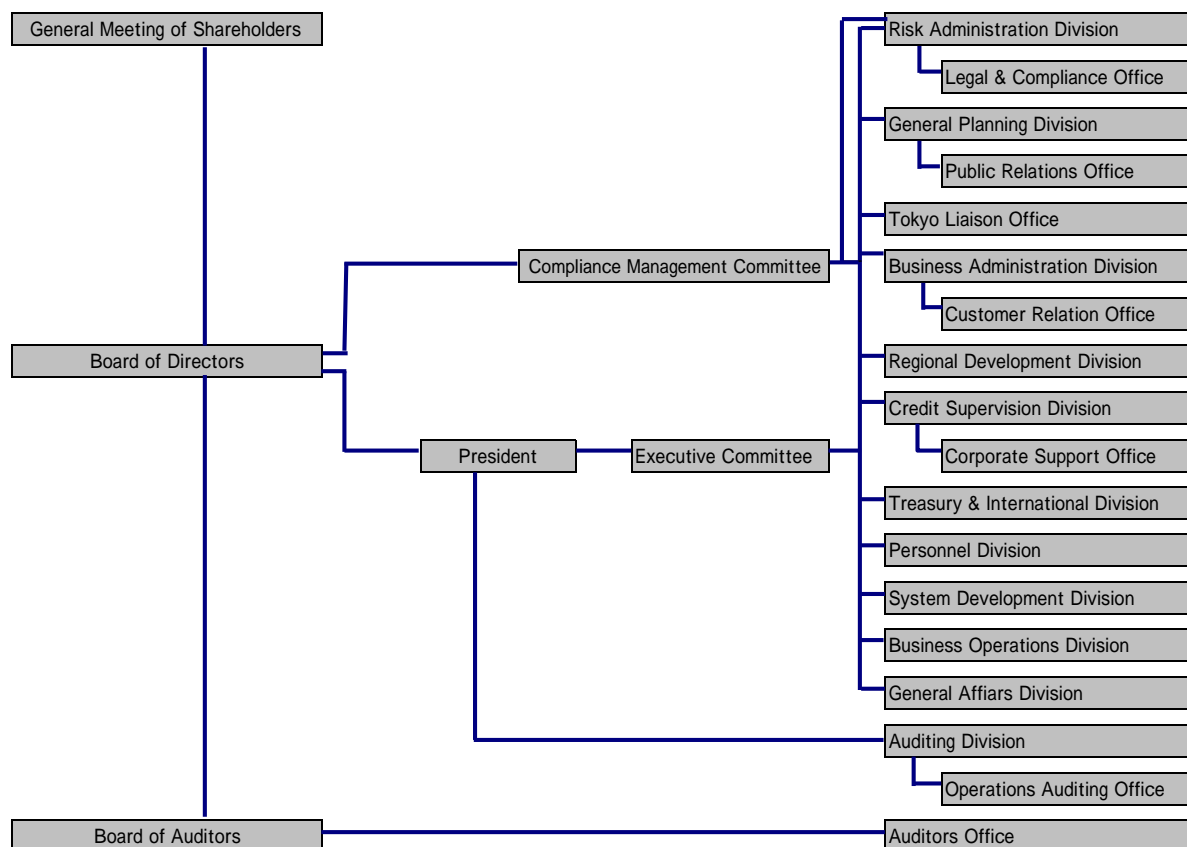 General Meeting of Shareholders
Risk Administration Division
Legal & Compliance Office
General Planning Division
Public Relations Office
Tokyo Liaison Office
Compliance Management Committee
Business Administration Division
Customer Relation Office
Board of Directors
Regional Development Division
Credit Supervision Division
President
Executive Committee
Corporate Support Office
Treasury & International Division
Personnel Division
System Development Division
Business Operations Division
General Affiars Division
Auditing Division
Operations Auditing Office
Board of Auditors
Auditors Office